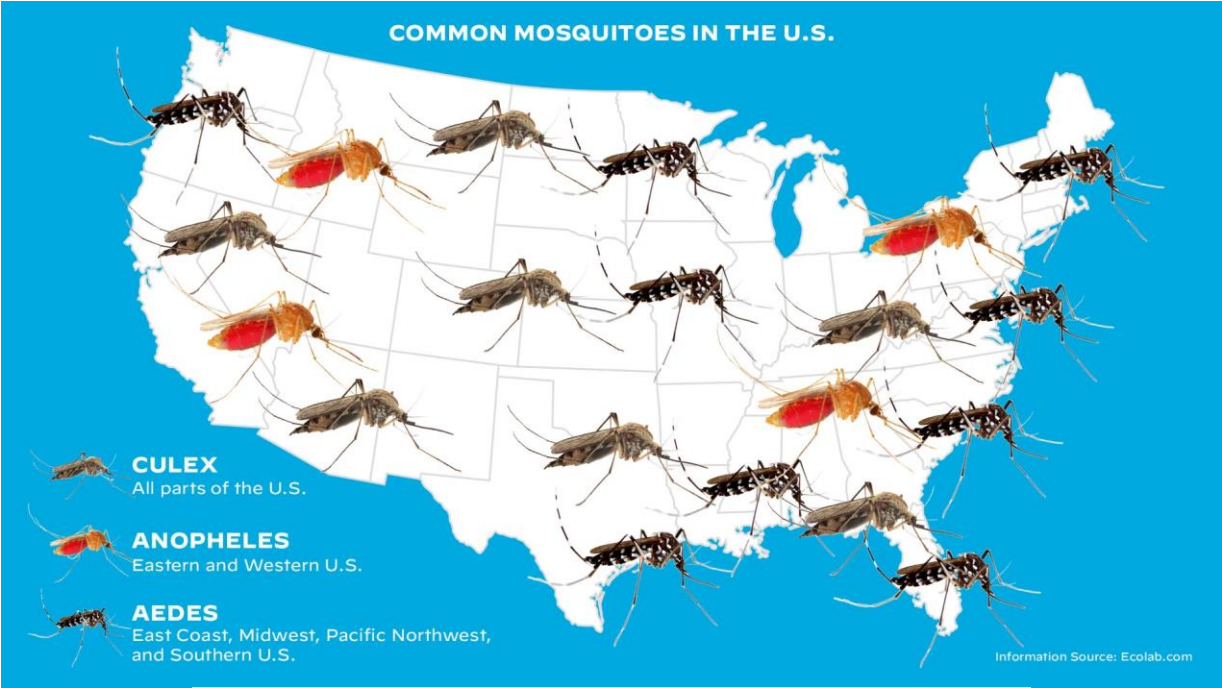 COMMON MOSQUITOES IN THE U.S.
CULEX
All parts of the U.S.
ANOPHELES
Eastern and Western U.S.
AEDES
East Coast, Midwest, Pacific Northwest,
and Southern U.S.
Information Source: Ecolab.com